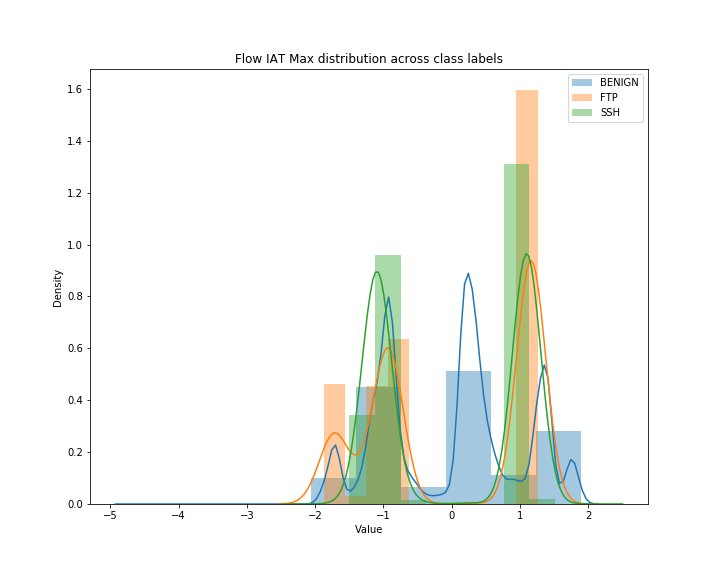 Flow IAT Max distribution across class labels
BENIGN
FTP
SSH
1.6
1.4
1.2
1.0
0.8
0.6
0.4
0.2
0.0
Density
−5 −4 −3 −2 −1 0 1 2
Value